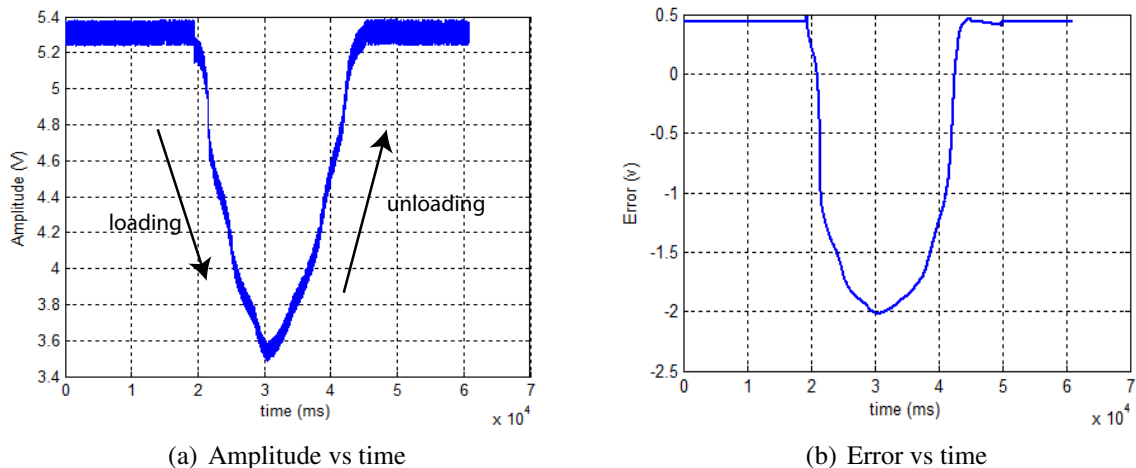 5.4
5.2
5
4.8
4.6
4.4
4.2
4
3.8
3.6
3.4
Amplitude (V)
loading
unloading
0 1 2 3 4 5 6 7
time (ms)
x 10^4
(a) Amplitude vs time
0.5
0
-0.5
-1
-1.5
-2
-2.5
Error (v)
0 1 2 3 4 5 6 7
time (ms)
x 10^4
(b) Error vs time